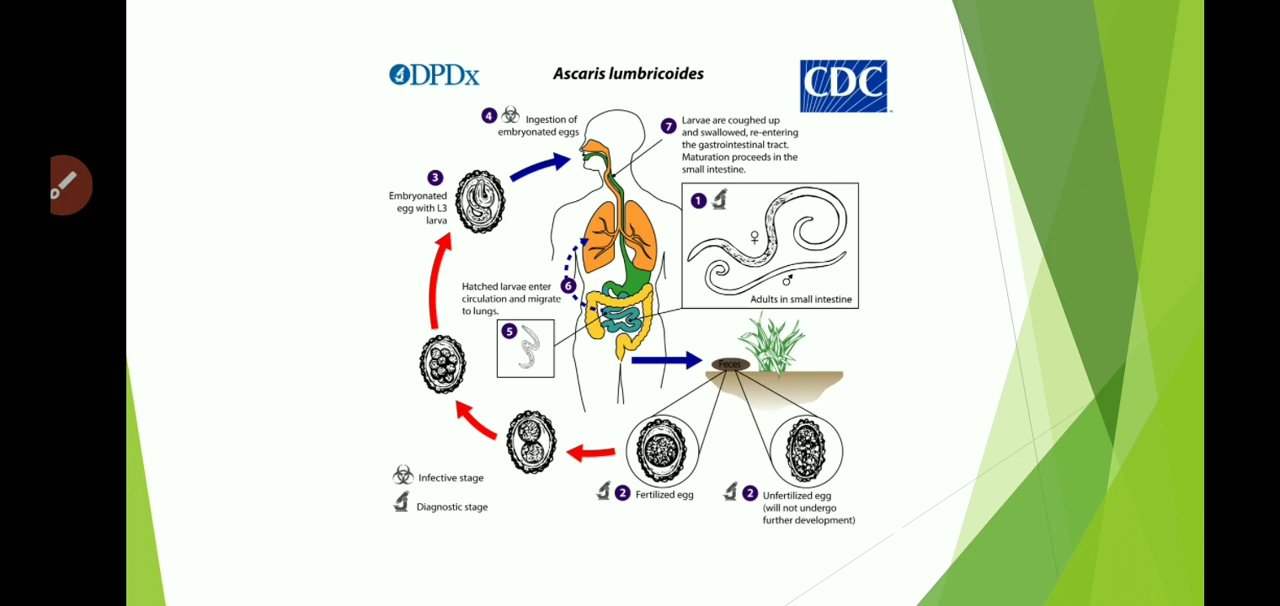 DPDx
Ascaris lumbricoides
CDC
4
Ingestion of
embryonated eggs
7
Larvae are coughed up
and swallowed, re-entering
the gastrointestinal tract.
Maturation proceeds in the
small intestine.
3
Embryonated
egg with L3
larva
1
♀
♂
Adults in small intestine
Hatched larvae enter
circulation and migrate
to lungs.
6
5
Feces
2 Fertilized egg
2 Unfertilized egg
(will not undergo
further development)
Infective stage
Diagnostic stage